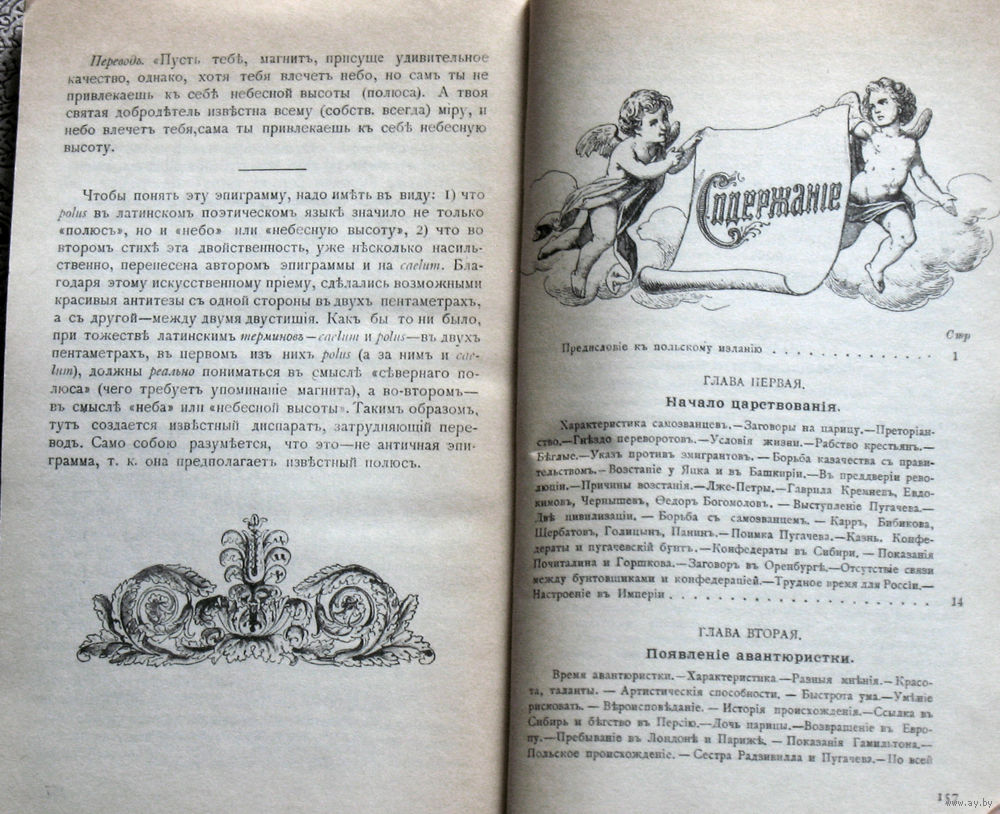 Переводъ. «Пусть тебѣ, магнитъ, присуще удивительное
качество, однако, хотя тебя влечетъ небо, но самъ ты не
привлекаешь къ себѣ небесной высоты (полюса). А твоя
святая добродѣтель извѣстна всему (собств. всегда) міру, и
небо влечетъ тебя,сама ты привлекаешь къ себѣ небесную
высоту.
Чтобы понять эту эпиграмму, надо имѣть въ виду: 1) что
polus въ латинскомъ поэтическомъ языкѣ значило не только
«полюсъ», но и «небо» или «небесную высоту», 2) что во
второмъ стихѣ эта двойственность, уже нѣсколько насиль-
ственно, перенесена авторомъ эпиграммы и на caelum. Бла-
годаря этому искусственному пріему, сдѣлались возможными
красивыя антитезы съ одной стороны въ двухъ пентаметрахъ,
а съ другой—между двумя двустишія. Какъ бы то ни было,
при тожествѣ латинскимъ терминовъ—caelum и polus—въ двухъ
пентаметрахъ, въ первомъ изъ нихъ polus (а за ним и cae-
lum), должны реально пониматься въ смыслѣ «сѣвернаго по-
люса» (чего требуетъ упоминаніе магнита), а во-второмъ—
въ смыслѣ «неба» или «небесной высоты». Такимъ образомъ,
тутъ создается извѣстный диспаратъ, затрудняющій пере-
водъ. Само собою разумѣется, что это—не античная эпи-
грамма, т. к. она предполагаетъ извѣстный полюсъ.
Содержаніе
Стр
Предисловіе къ польскому изданію . . . . . . . . . . . . 1
ГЛАВА ПЕРВАЯ.
Начало царствованія.
Характеристика самозванцевъ.—Заговоры на царицу.—Преторіан-
ство.—Гнѣздо переворотовъ.—Условія жизни.—Рабство крестьян.—
Бѣглые.—Указъ противъ эмигрантовъ. — Борьба казачества съ прави-
тельствомъ.—Возстаніе у Яцка и въ Башкиріи.—Въ преддверіи рево-
люціи.—Причины возстанія.—Лже-Петры.—Гаврила Кремневъ, Евдо-
кимовъ, Чернышевъ, Ѳедоръ Богомоловъ. — Выступленіе Пугачева.—
Двѣ цивилизаціи. — Борьба съ самозванцемъ. — Карръ, Бибикова,
Щербатовъ, Голицынъ, Панинъ.—Поимка Пугачева.—Казнь. Конфе-
дераты и пугачевскій бунтъ.—Конфедераты въ Сибири. — Показанія
Почиталина и Горшкова.—Заговоръ въ Оренбургѣ.—Отсутствіе связи
между бунтовщиками и конфедераціей.—Трудное время для Россіи.—
Настроеніе въ Имперіи . . . . . . . . . . . . . . . . . . . . . 14
ГЛАВА ВТОРАЯ.
Появленіе авантюристки.
Время авантюристки.—Характеристика.—Разныя мнѣнія.—Красо-
та, таланты. — Артистическія способности. — Быстрота ума.—Умѣніе
рисковать. — Вѣроисповѣданіе. — Исторія происхожденія.—Ссылка въ
Сибирь и бѣгство въ Персію.—Дочь царицы.—Возвращеніе въ Евро-
пу.—Пребываніе въ Лондонѣ и Парижѣ. — Показанія Гамильтона.—
Польское происхожденіе. — Сестра Радзивилла и Пугачева.—По всей
157
www.ay.by